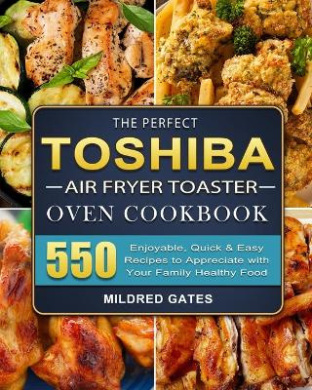 THE PERFECT
TOSHIBA
AIR FRYER TOASTER
OVEN COOKBOOK
550
Enjoyable, Quick & Easy
Recipes to Appreciate with
Your Family Healthy Food
MILDRED GATES